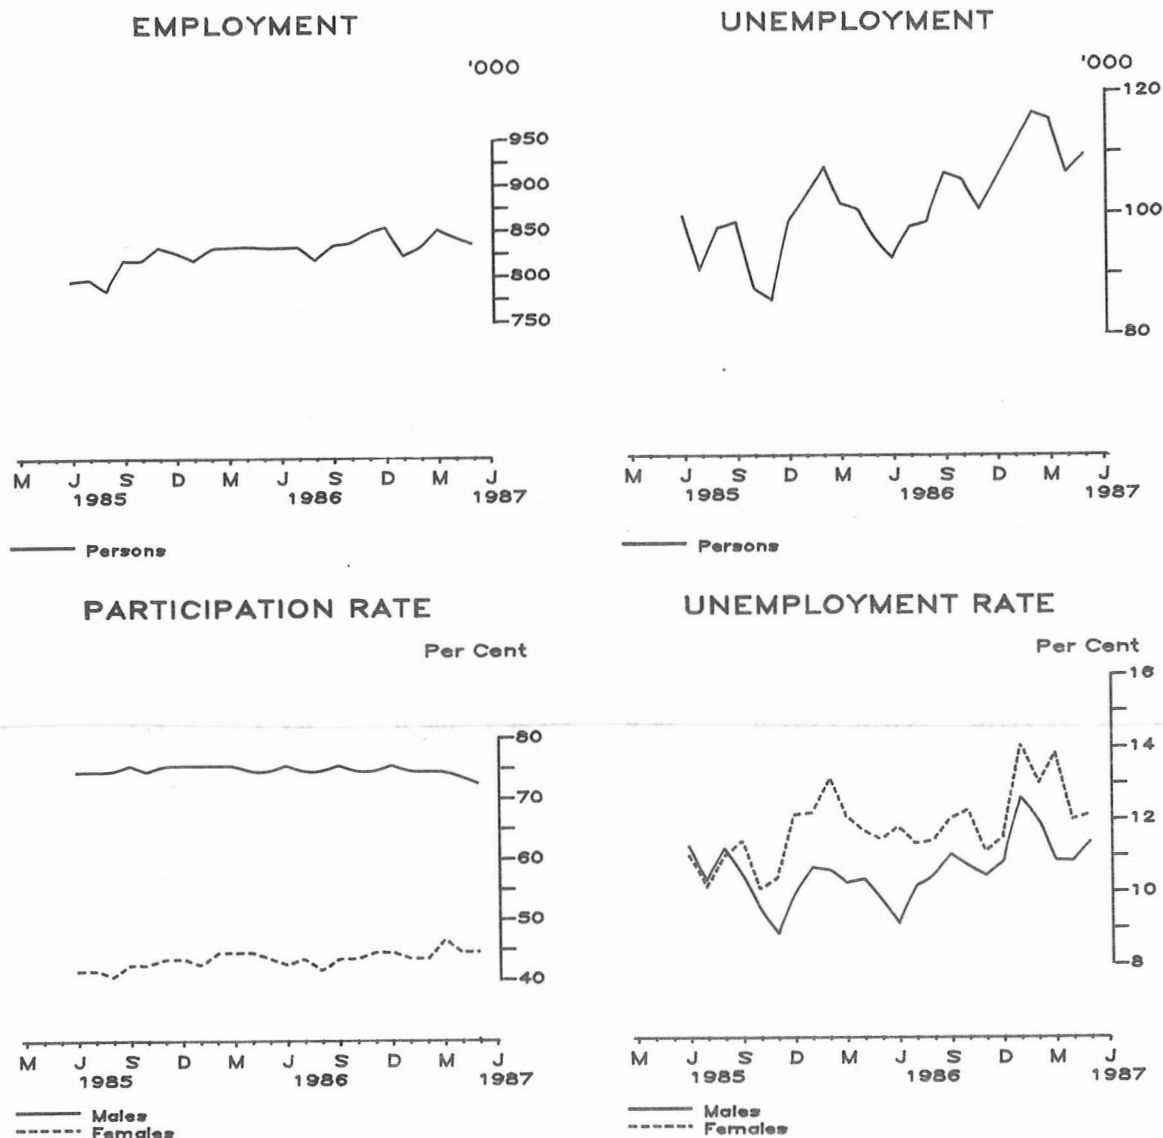 EMPLOYMENT
'000
950
900
850
800
750
M J S D M J S D M J
1985 1986 1987
Persons
UNEMPLOYMENT
'000
120
100
80
M J S D M J S D M J
1985 1986 1987
Persons
PARTICIPATION RATE
Per Cent
80
70
60
50
40
M J S D M J S D M J
1985 1986 1987
Males
Females
UNEMPLOYMENT RATE
Per Cent
16
14
12
10
8
M J S D M J S D M J
1985 1986 1987
Males
Females